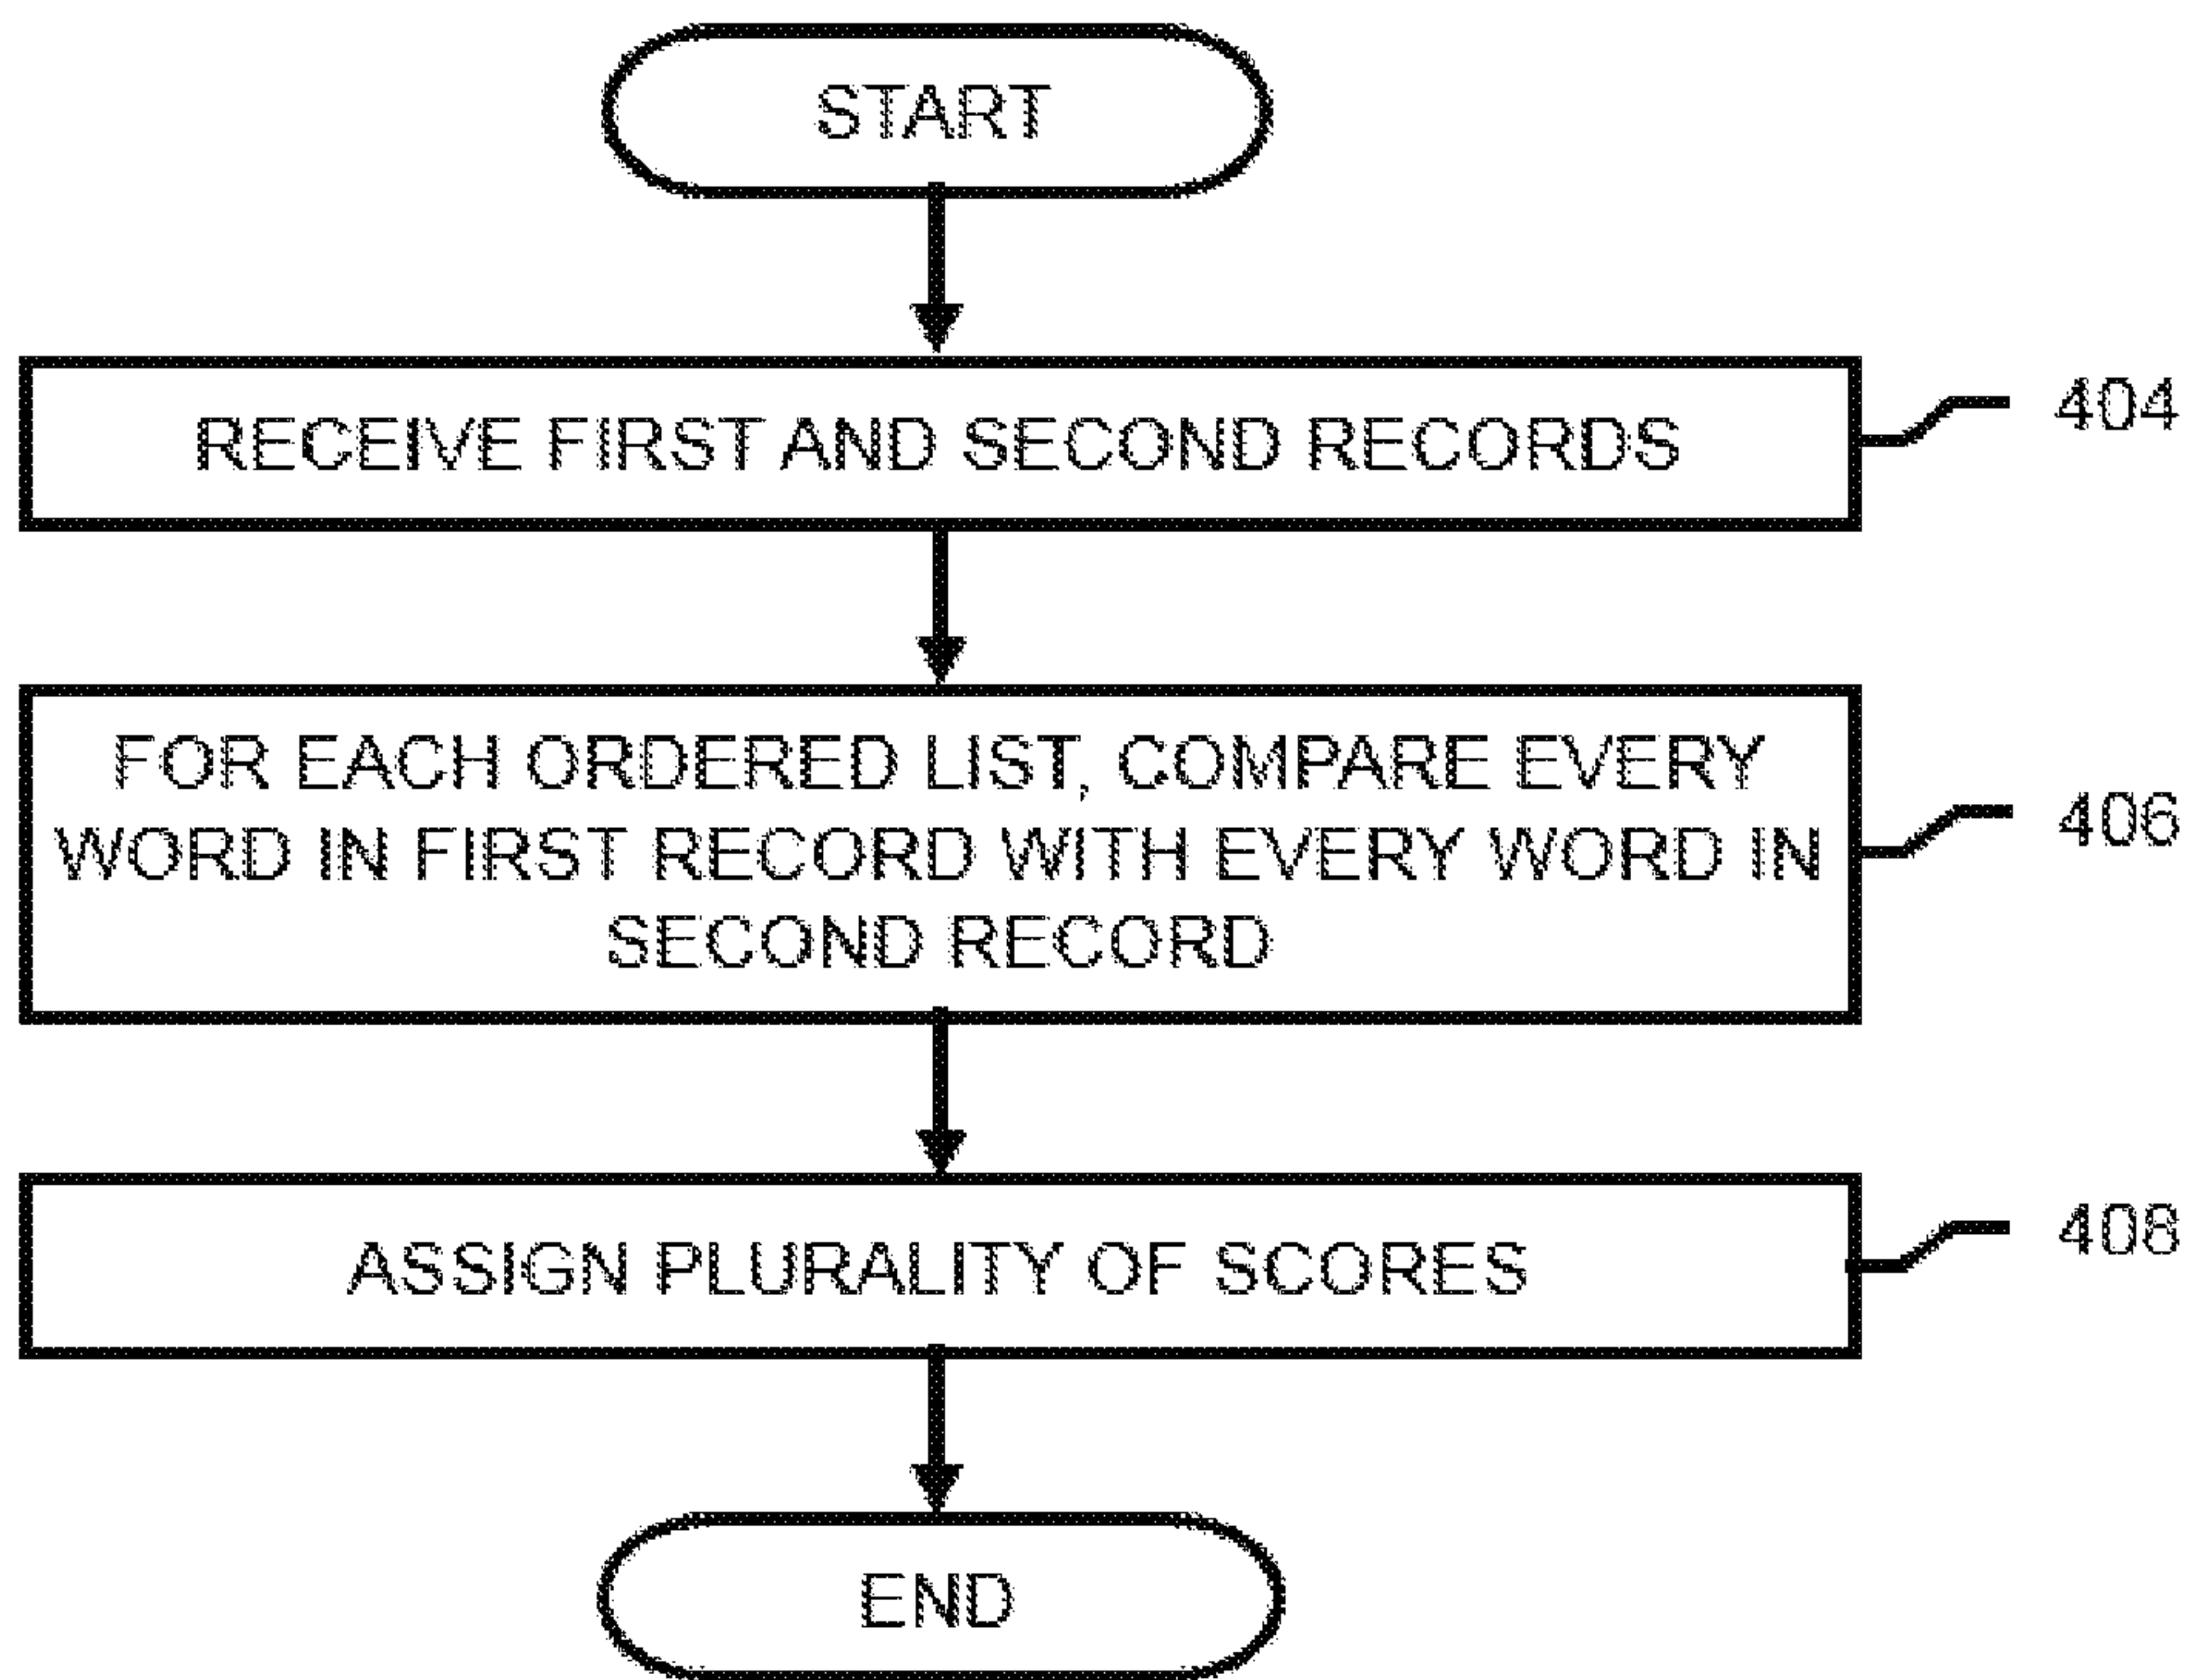 START
RECEIVE FIRST AND SECOND RECORDS
404
FOR EACH ORDERED LIST, COMPARE EVERY
WORD IN FIRST RECORD WITH EVERY WORD IN
SECOND RECORD
406
ASSIGN PLURALITY OF SCORES
408
END